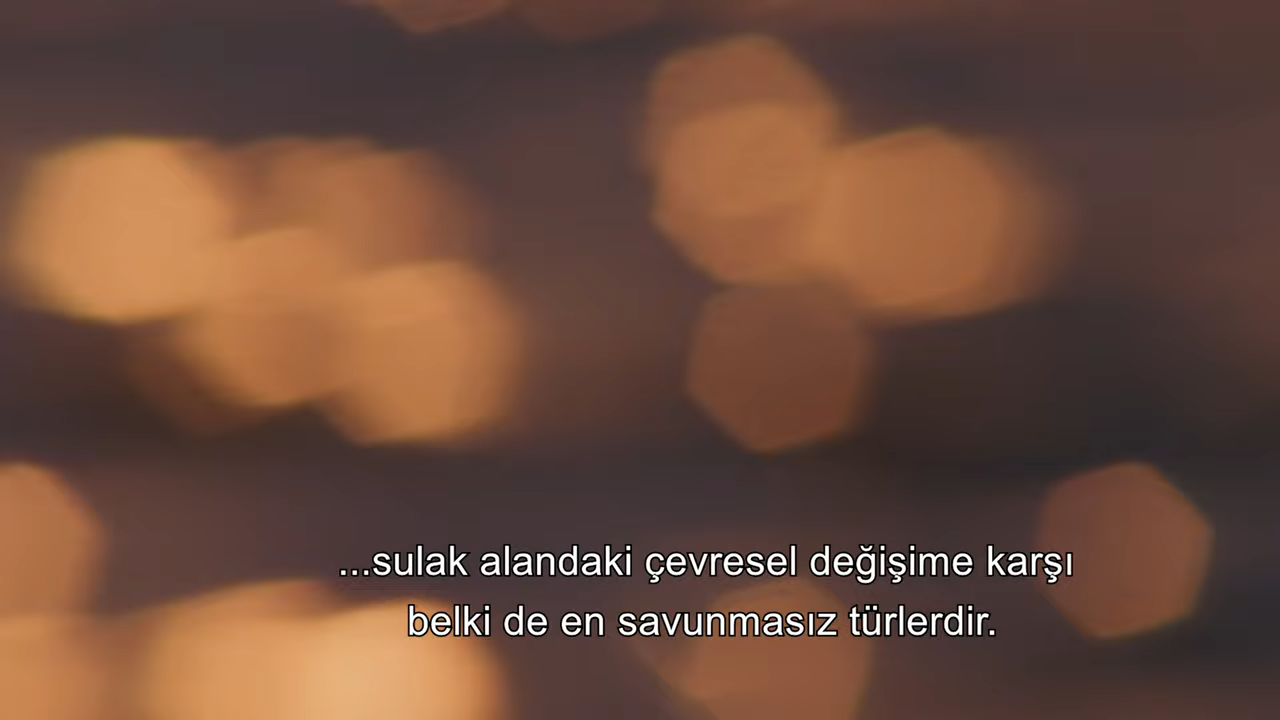 ...sulak alandaki çevresel değişime karşı
belki de en savunmasız türlerdir.